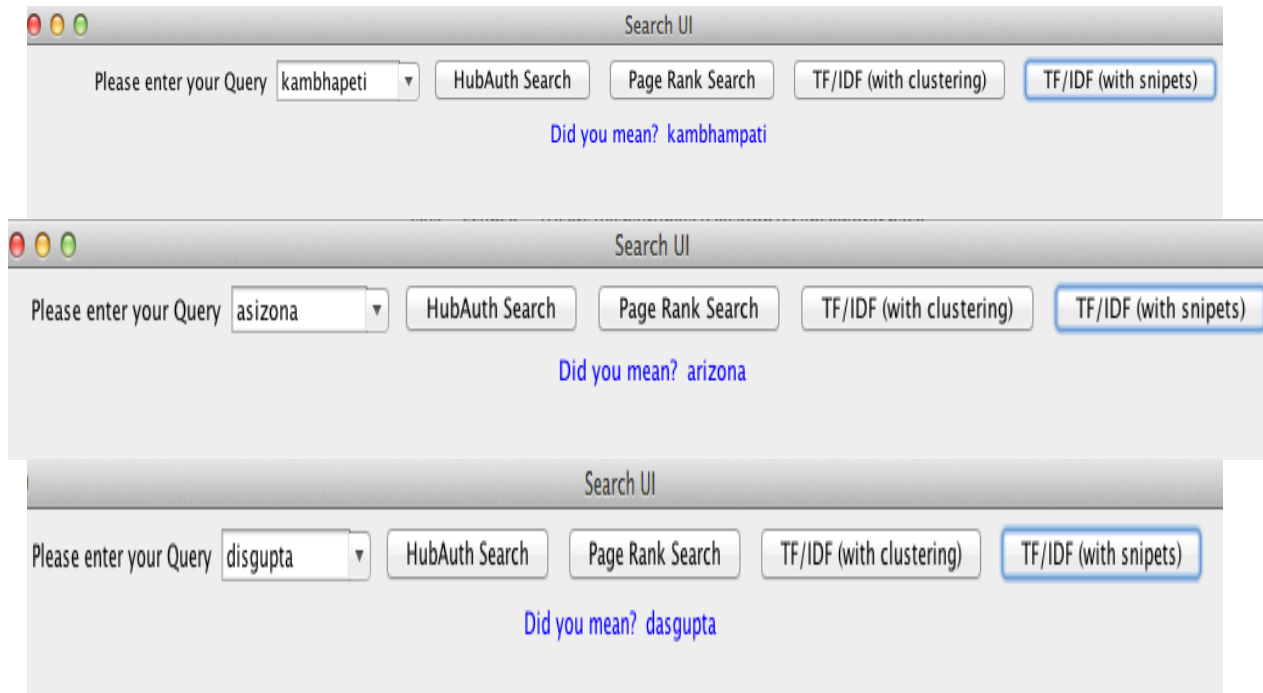 Search UI
Please enter your Query kambhapeti HubAuth Search Page Rank Search TF/IDF (with clustering) TF/IDF (with snipets)
Did you mean? kambhampati
Search UI
Please enter your Query asizona HubAuth Search Page Rank Search TF/IDF (with clustering) TF/IDF (with snipets)
Did you mean? arizona
Search UI
Please enter your Query disgupta HubAuth Search Page Rank Search TF/IDF (with clustering) TF/IDF (with snipets)
Did you mean? dasgupta